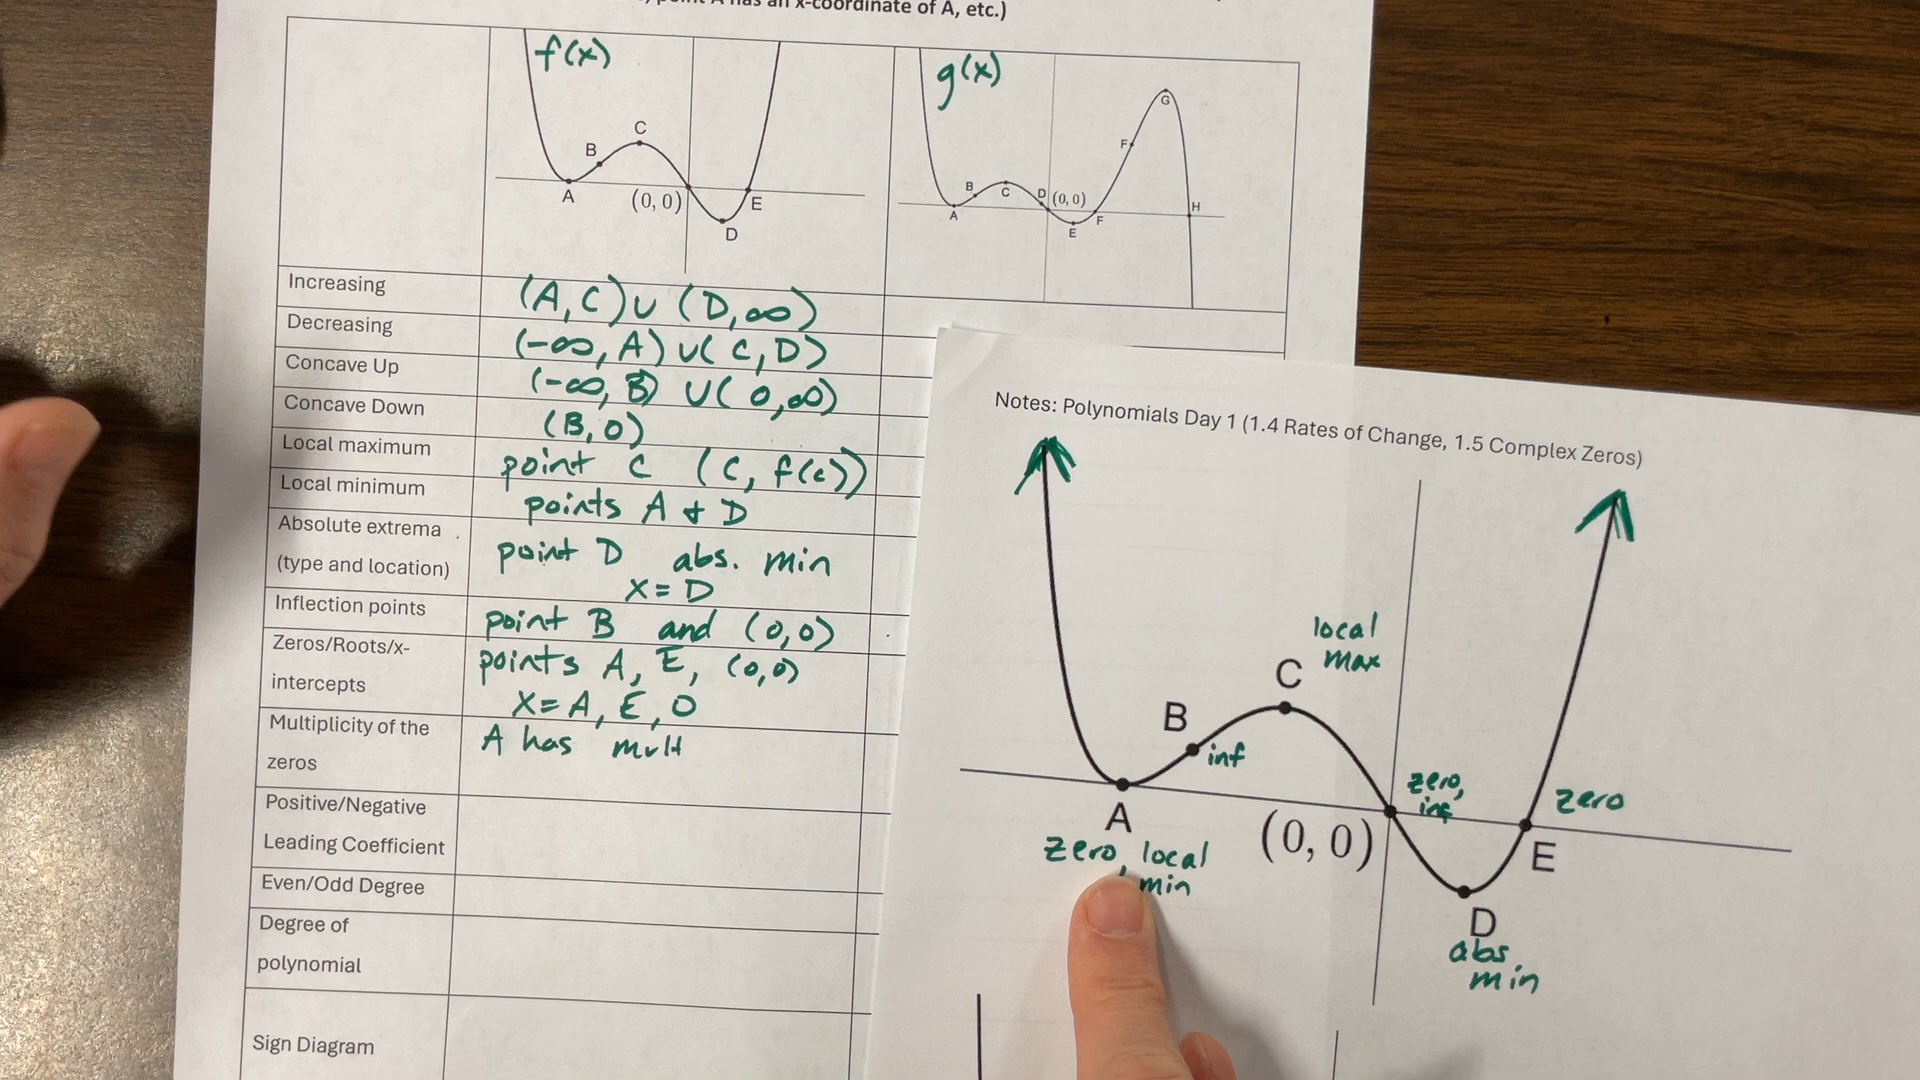 x-coordinate of A, etc.)
f(x)
C
B
A
(0, 0)
E
D
g(x)
G
F
B
C
D
(0, 0)
H
A
F
E
Increasing
(A, C) ∪ (D, ∞)
Decreasing
(-∞, A) ∪ (C, D)
Concave Up
(-∞, B) ∪ (0, ∞)
Concave Down
(B, 0)
Local maximum
point C (C, f(c))
Local minimum
points A & D
Absolute extrema
(type and location)
point D abs. min
X = D
Inflection points
point B and (0, 0)
Zeros/Roots/x-
intercepts
points A, E, (0,0)
X = A, E, 0
Multiplicity of the
zeros
A has mult
Positive/Negative
Leading Coefficient
Even/Odd Degree
Degree of
polynomial
Sign Diagram
Notes: Polynomials Day 1 (1.4 Rates of Change, 1.5 Complex Zeros)
local
max
C
B
inf
zero,
inf
zero
A
(0, 0)
E
zero, local
min
D
abs
min